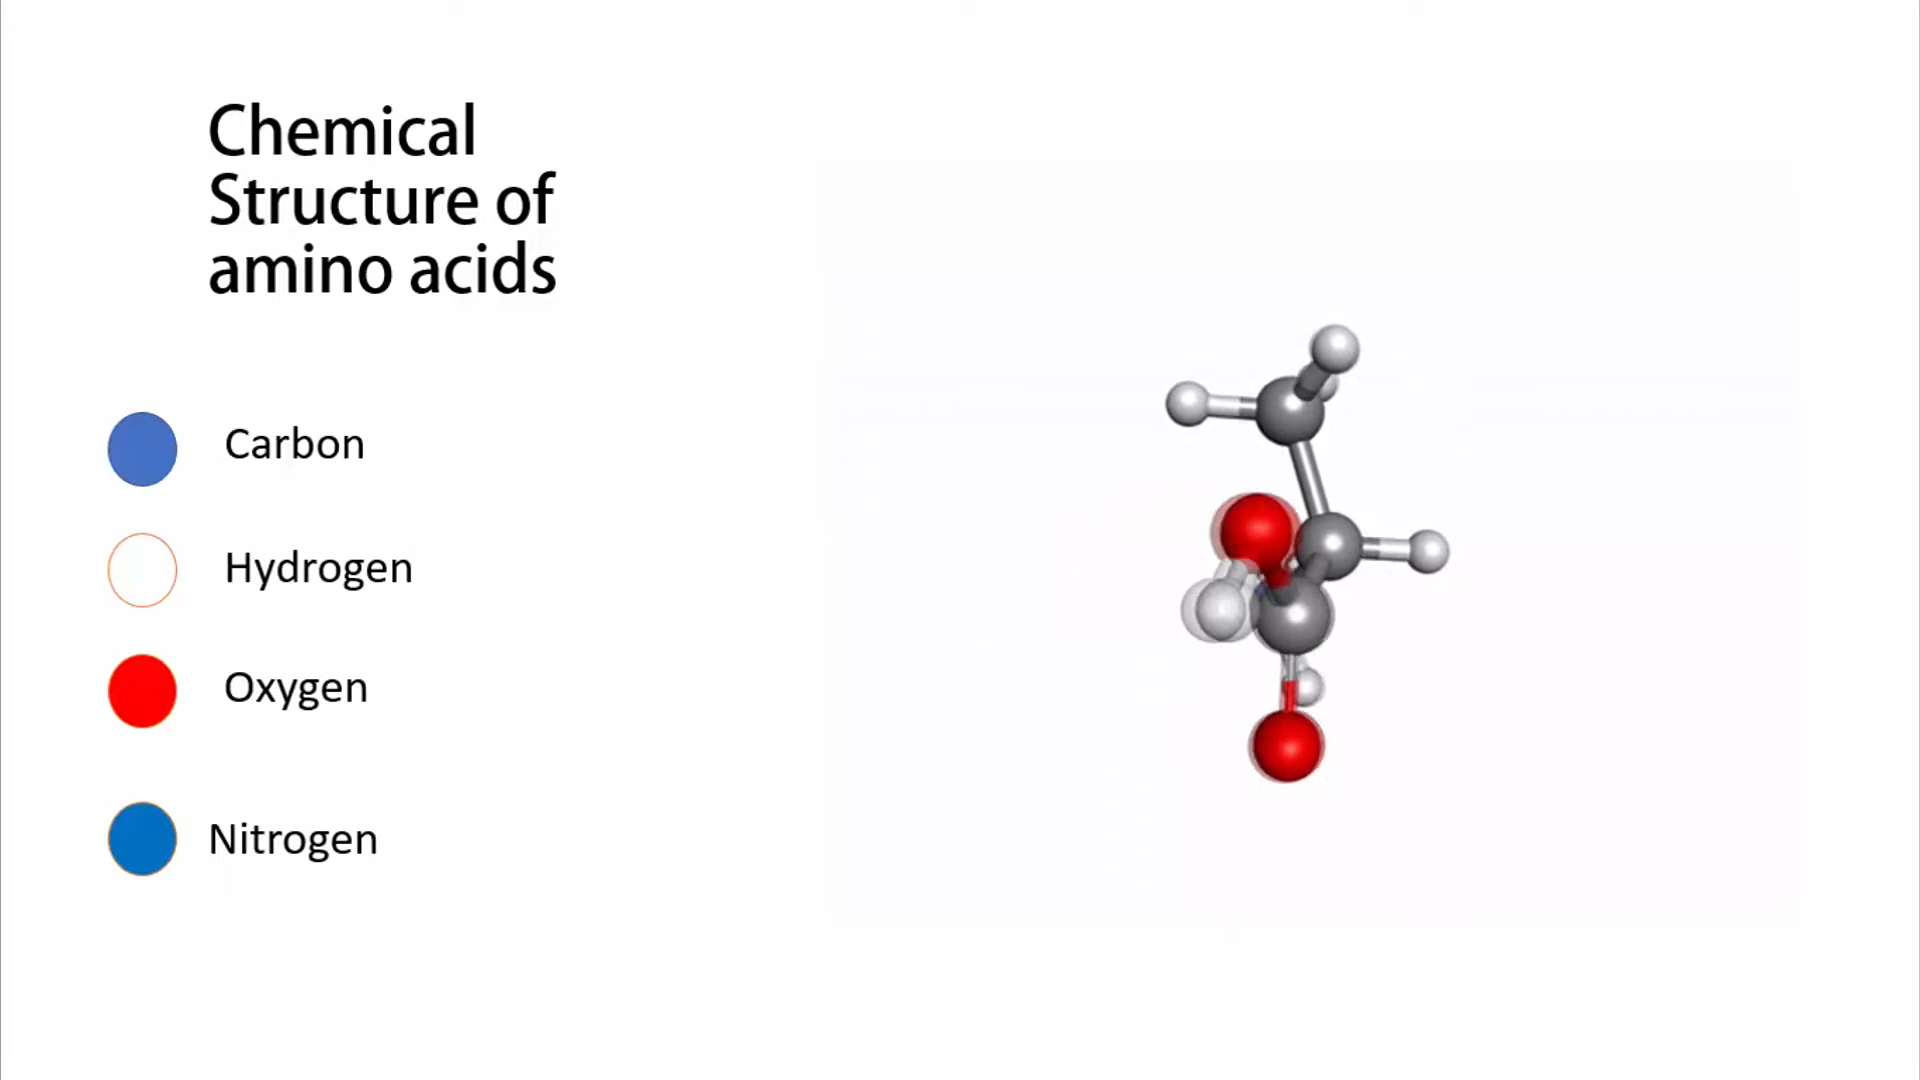 Chemical
Structure of
amino acids
Carbon
Hydrogen
Oxygen
Nitrogen